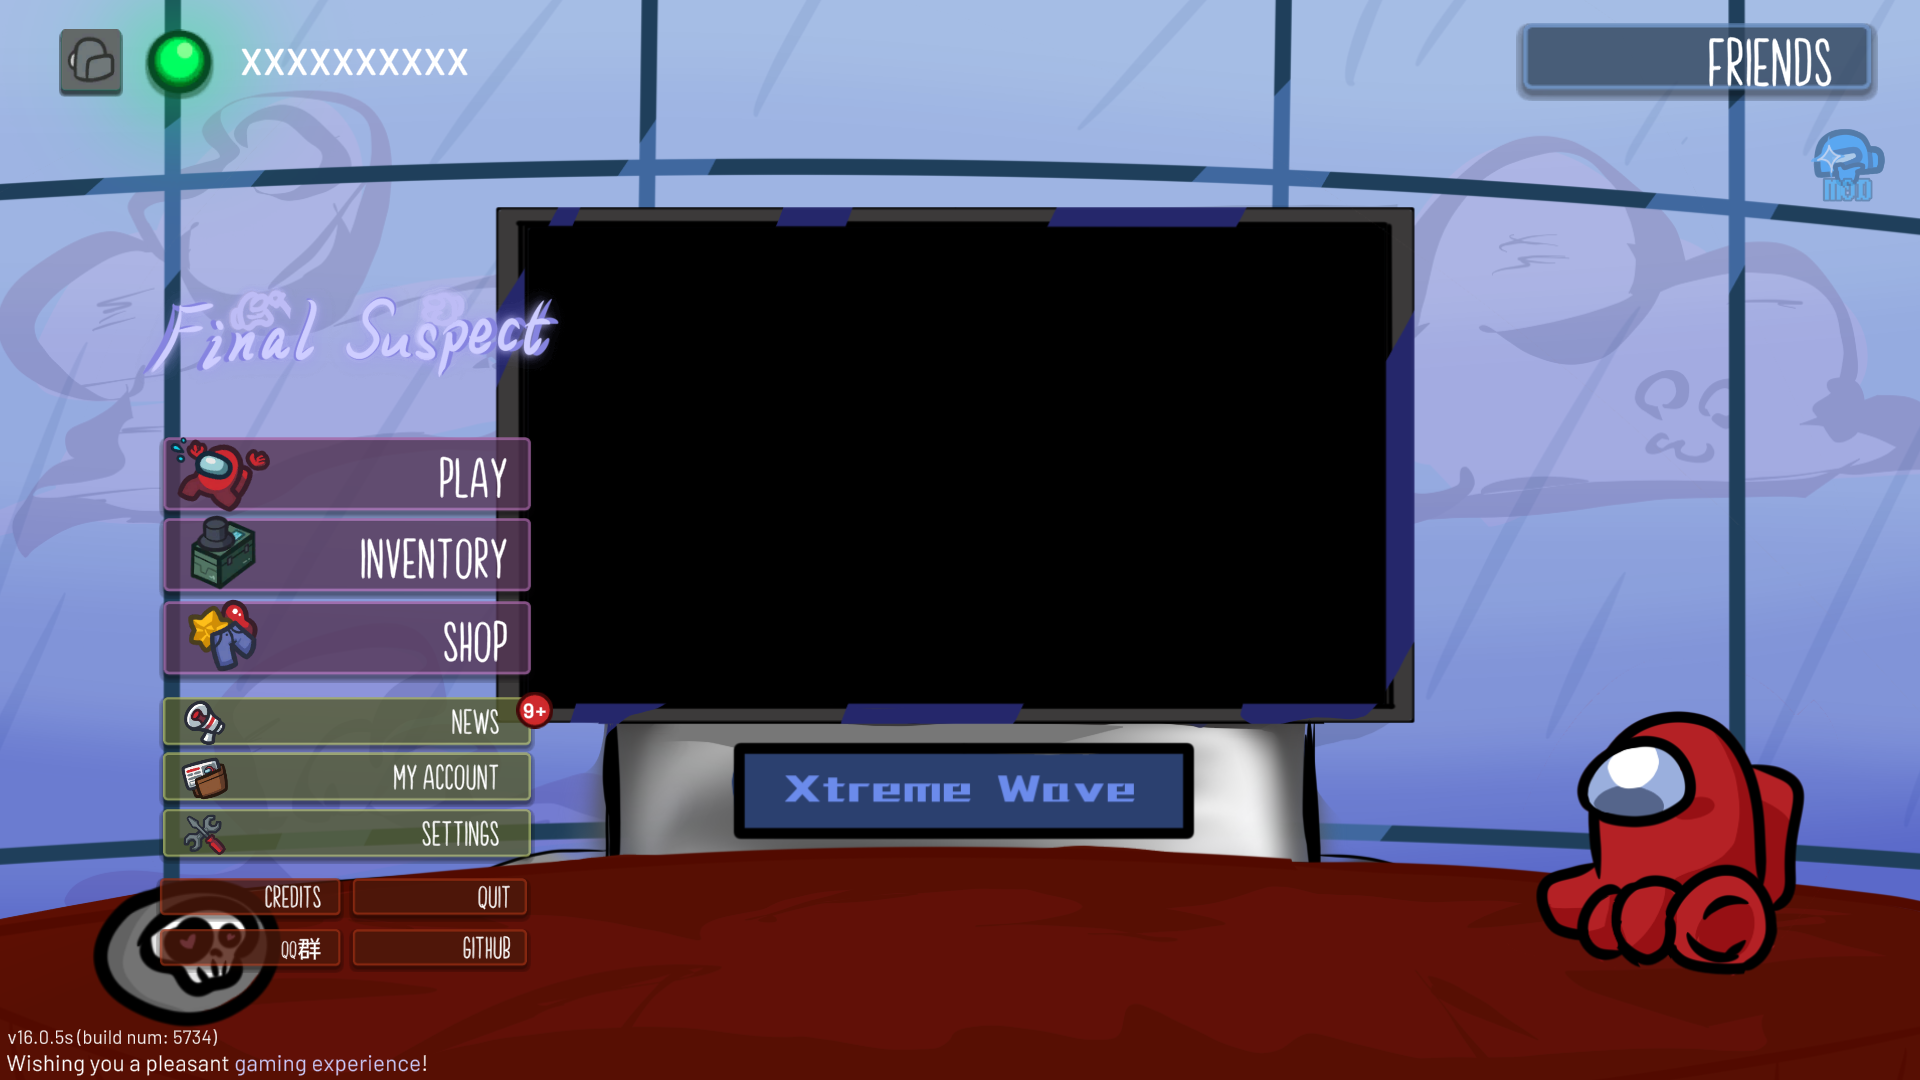 XXXXXXXXXX
FRIENDS
MOD
Final Suspect
PLAY
INVENTORY
SHOP
NEWS
9+
MY ACCOUNT
SETTINGS
Xtreme Wave
CREDITS
QUIT
QQ群
GITHUB
v16.0.5s (build num: 5734)
Wishing you a pleasant gaming experience!